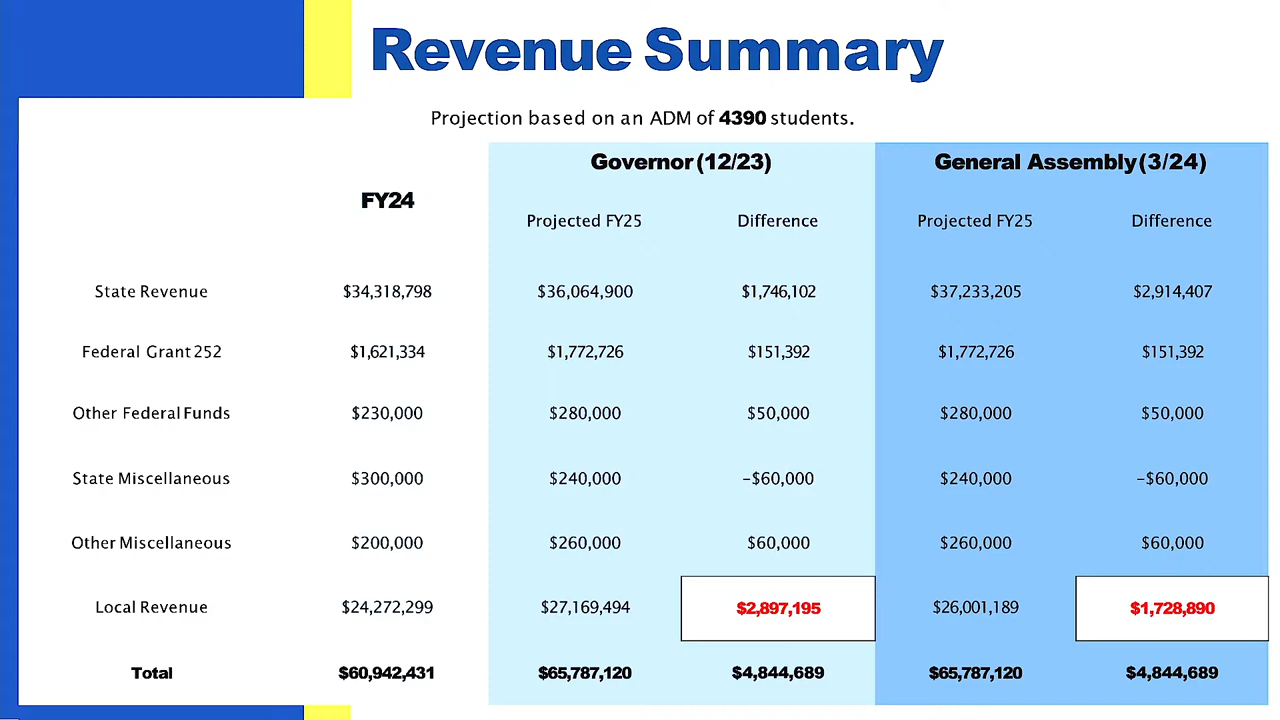 Revenue Summary
Projection based on an ADM of 4390 students.
Governor (12/23) General Assembly (3/24)
FY24
Projected FY25 Difference Projected FY25 Difference
State Revenue $34,318,798 $36,064,900 $1,746,102 $37,233,205 $2,914,407
Federal Grant 252 $1,621,334 $1,772,726 $151,392 $1,772,726 $151,392
Other Federal Funds $230,000 $280,000 $50,000 $280,000 $50,000
State Miscellaneous $300,000 $240,000 -$60,000 $240,000 -$60,000
Other Miscellaneous $200,000 $260,000 $60,000 $260,000 $60,000
Local Revenue $24,272,299 $27,169,494 $2,897,195 $26,001,189 $1,728,890
Total $60,942,431 $65,787,120 $4,844,689 $65,787,120 $4,844,689